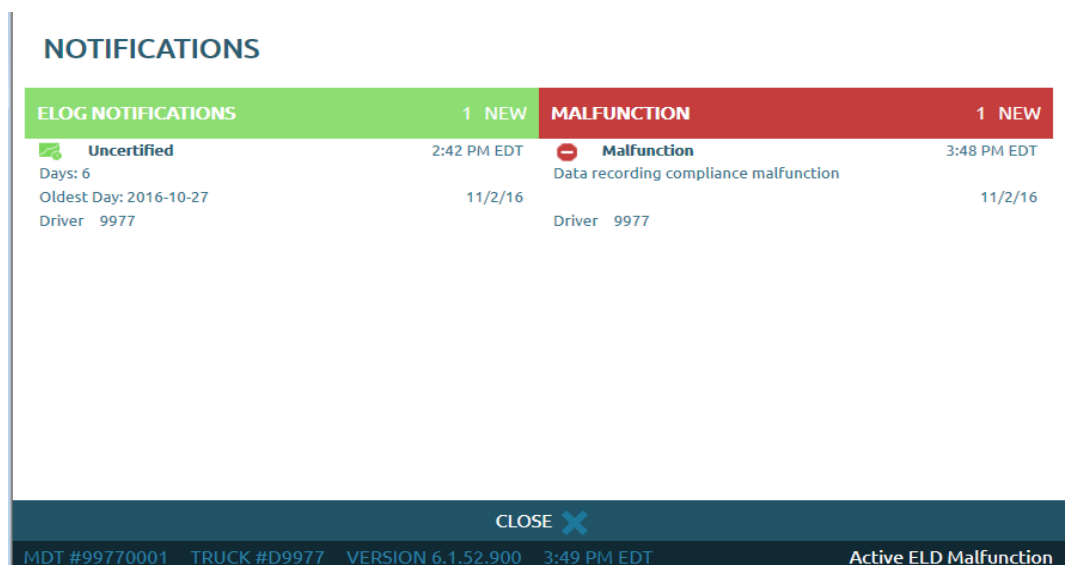 NOTIFICATIONS
ELOG NOTIFICATIONS 1 NEW
Uncertified 2:42 PM EDT
Days: 6
Oldest Day: 2016-10-27 11/2/16
Driver 9977
MALFUNCTION 1 NEW
Malfunction 3:48 PM EDT
Data recording compliance malfunction
11/2/16
Driver 9977
CLOSE
MDT #99770001 TRUCK #D9977 VERSION 6.1.52.900 3:49 PM EDT Active ELD Malfunction